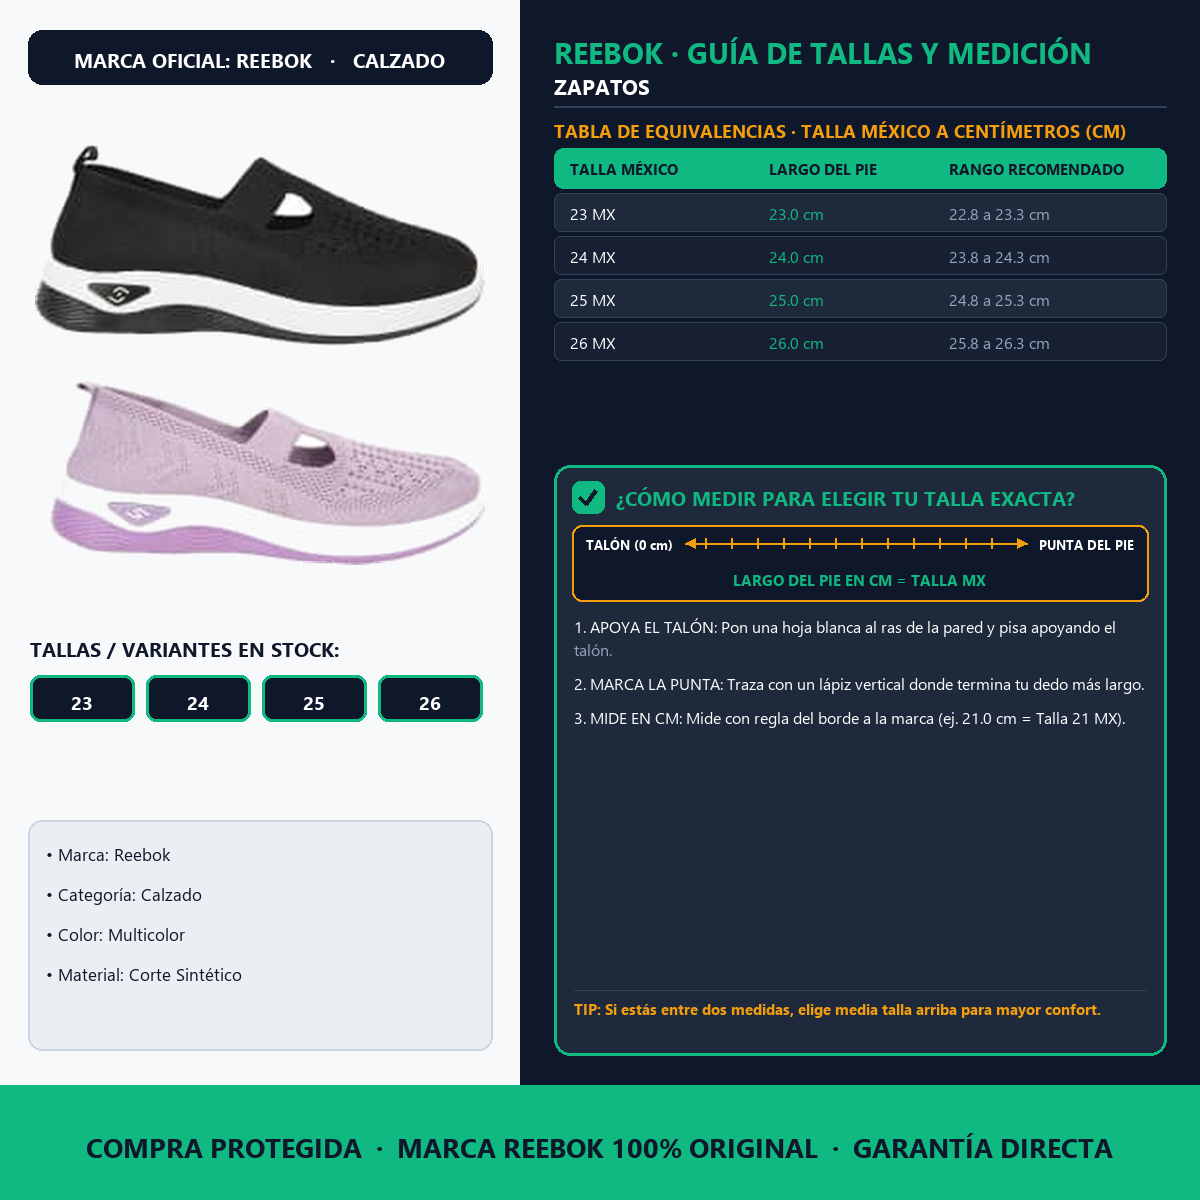 MARCA OFICIAL: REEBOK · CALZADO
TALLAS / VARIANTES EN STOCK:
23 24 25 26
• Marca: Reebok
• Categoría: Calzado
• Color: Multicolor
• Material: Corte Sintético
REEBOK · GUÍA DE TALLAS Y MEDICIÓN
ZAPATOS
TABLA DE EQUIVALENCIAS · TALLA MÉXICO A CENTÍMETROS (CM)
TALLA MÉXICO LARGO DEL PIE RANGO RECOMENDADO
23 MX 23.0 cm 22.8 a 23.3 cm
24 MX 24.0 cm 23.8 a 24.3 cm
25 MX 25.0 cm 24.8 a 25.3 cm
26 MX 26.0 cm 25.8 a 26.3 cm
¿CÓMO MEDIR PARA ELEGIR TU TALLA EXACTA?
TALÓN (0 cm) PUNTA DEL PIE
LARGO DEL PIE EN CM = TALLA MX
1. APOYA EL TALÓN: Pon una hoja blanca al ras de la pared y pisa apoyando el
talón.
2. MARCA LA PUNTA: Traza con un lápiz vertical donde termina tu dedo más largo.
3. MIDE EN CM: Mide con regla del borde a la marca (ej. 21.0 cm = Talla 21 MX).
TIP: Si estás entre dos medidas, elige media talla arriba para mayor confort.
COMPRA PROTEGIDA · MARCA REEBOK 100% ORIGINAL · GARANTÍA DIRECTA